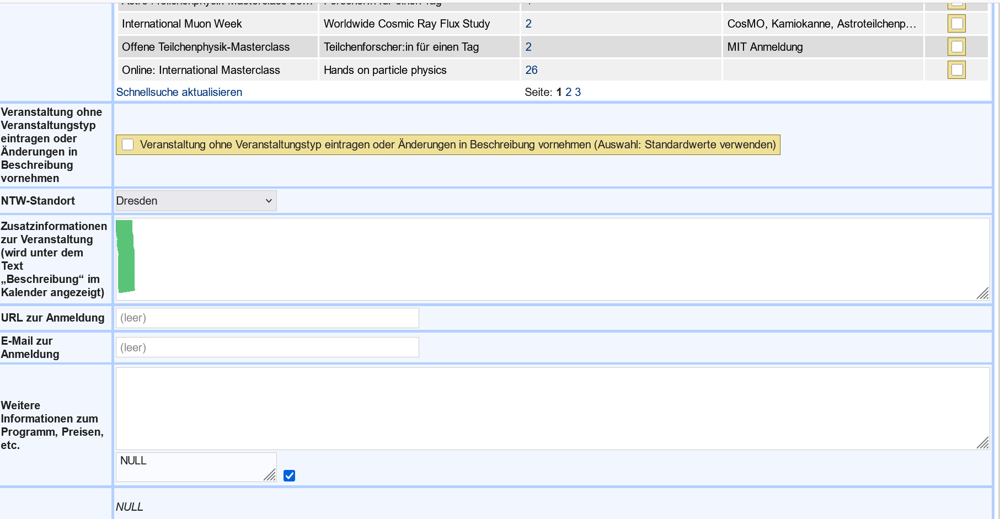 International Muon Week Worldwide Cosmic Ray Flux Study 2 CosMO, Kamiokanne, Astroteilchenp…
Offene Teilchenphysik-Masterclass Teilchenforscher:in für einen Tag 2 MIT Anmeldung
Online: International Masterclass Hands on particle physics 26
Schnellsuche aktualisieren Seite: 1 2 3
Veranstaltung ohne
Veranstaltungstyp
eintragen oder
Änderungen in
Beschreibung
vornehmen
Veranstaltung ohne Veranstaltungstyp eintragen oder Änderungen in Beschreibung vornehmen (Auswahl: Standardwerte verwenden)
NTW-Standort Dresden
Zusatzinformationen
zur Veranstaltung
(wird unter dem
Text
„Beschreibung“ im
Kalender angezeigt)
URL zur Anmeldung (leer)
E-Mail zur
Anmeldung
(leer)
Weitere
Informationen zum
Programm, Preisen,
etc.
NULL
NULL